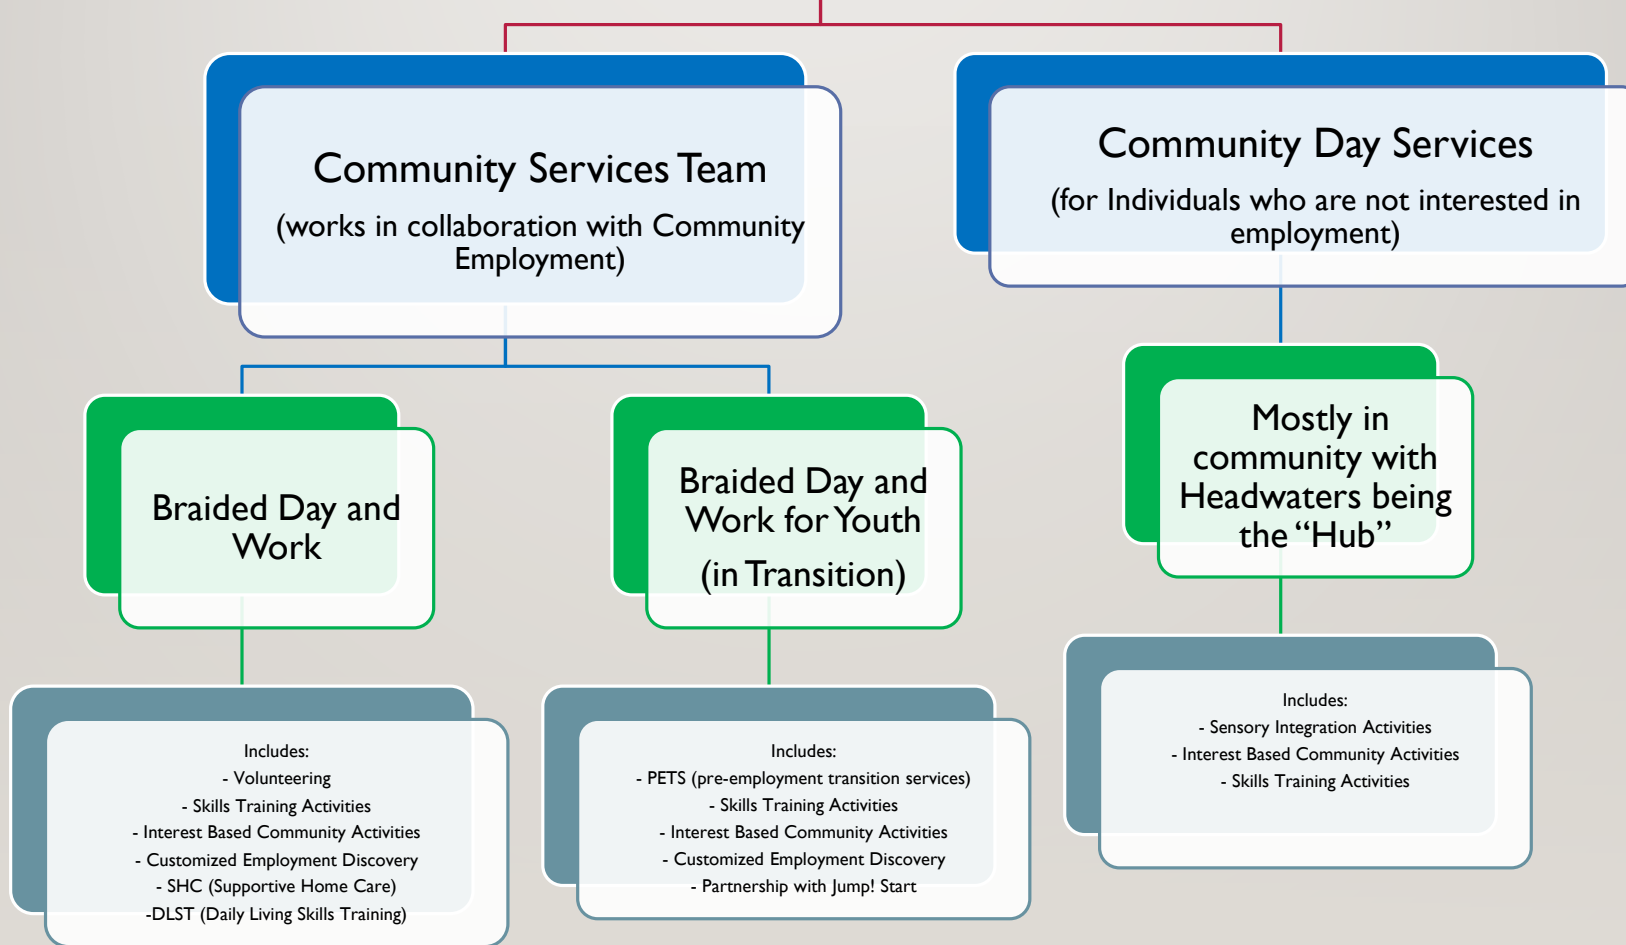 Community Services Team
(works in collaboration with Community
Employment)
Community Day Services
(for Individuals who are not interested in
employment)
Braided Day and
Work
Braided Day and
Work for Youth
(in Transition)
Mostly in
community with
Headwaters being
the “Hub”
Includes:
- Volunteering
- Skills Training Activities
- Interest Based Community Activities
- Customized Employment Discovery
- SHC (Supportive Home Care)
-DLST (Daily Living Skills Training)
Includes:
- PETS (pre-employment transition services)
- Skills Training Activities
- Interest Based Community Activities
- Customized Employment Discovery
- Partnership with Jump! Start
Includes:
- Sensory Integration Activities
- Interest Based Community Activities
- Skills Training Activities